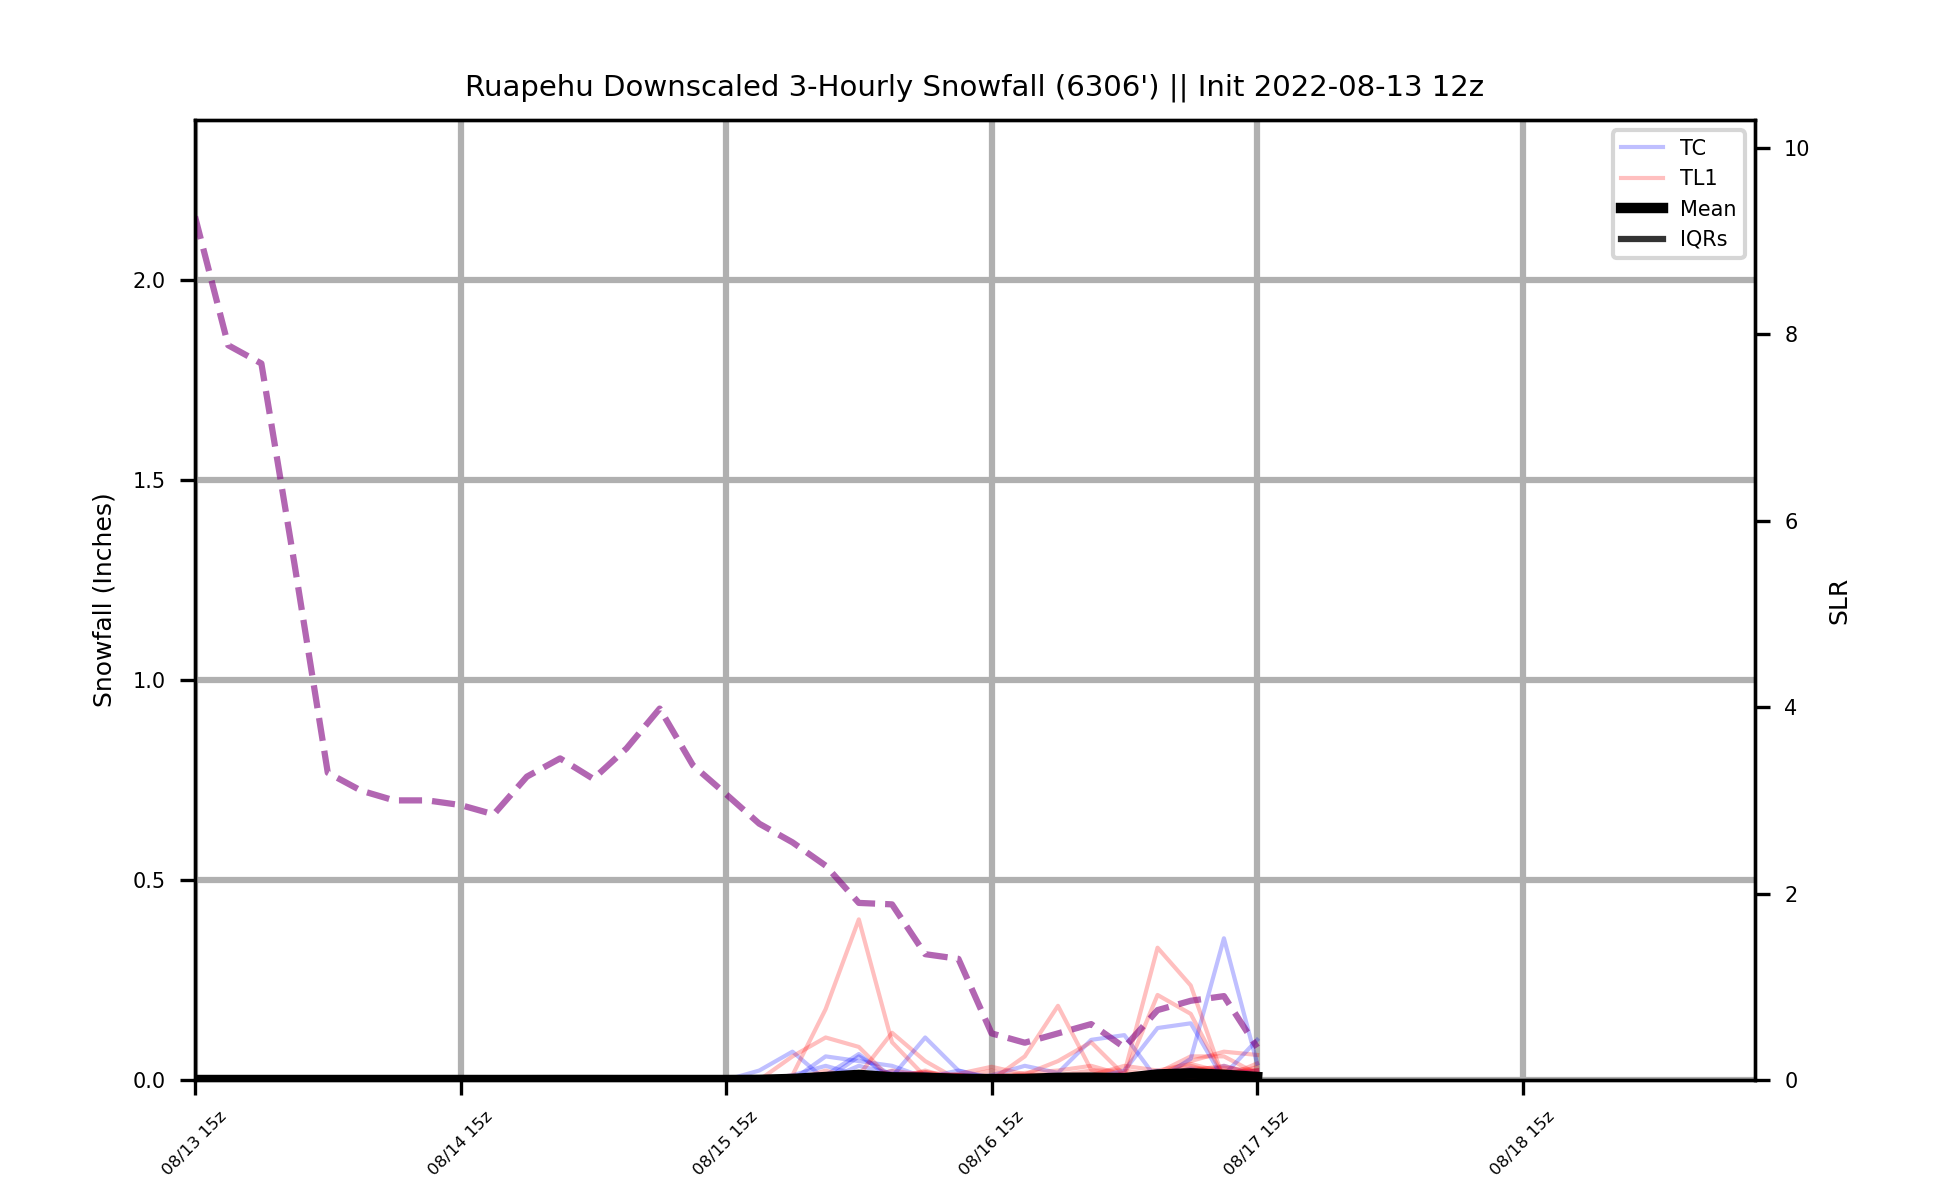 Ruapehu Downscaled 3-Hourly Snowfall (6306') || Init 2022-08-13 12z
TC
TL1
Mean
IQRs
Snowfall (Inches)
2.0
1.5
1.0
0.5
0.0
10
8
6
4
2
0
SLR
08/13 15z
08/14 15z
08/15 15z
08/16 15z
08/17 15z
08/18 15z